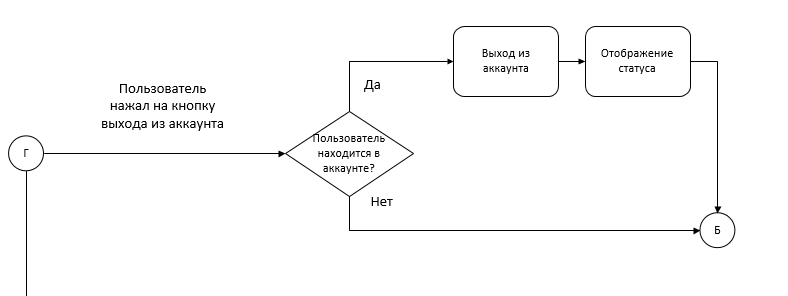 Выход из
аккаунта
Отображение
статуса
Да
Пользователь
нажал на кнопку
выхода из аккаунта
Г
Пользователь
находится в
аккаунте?
Нет
Б